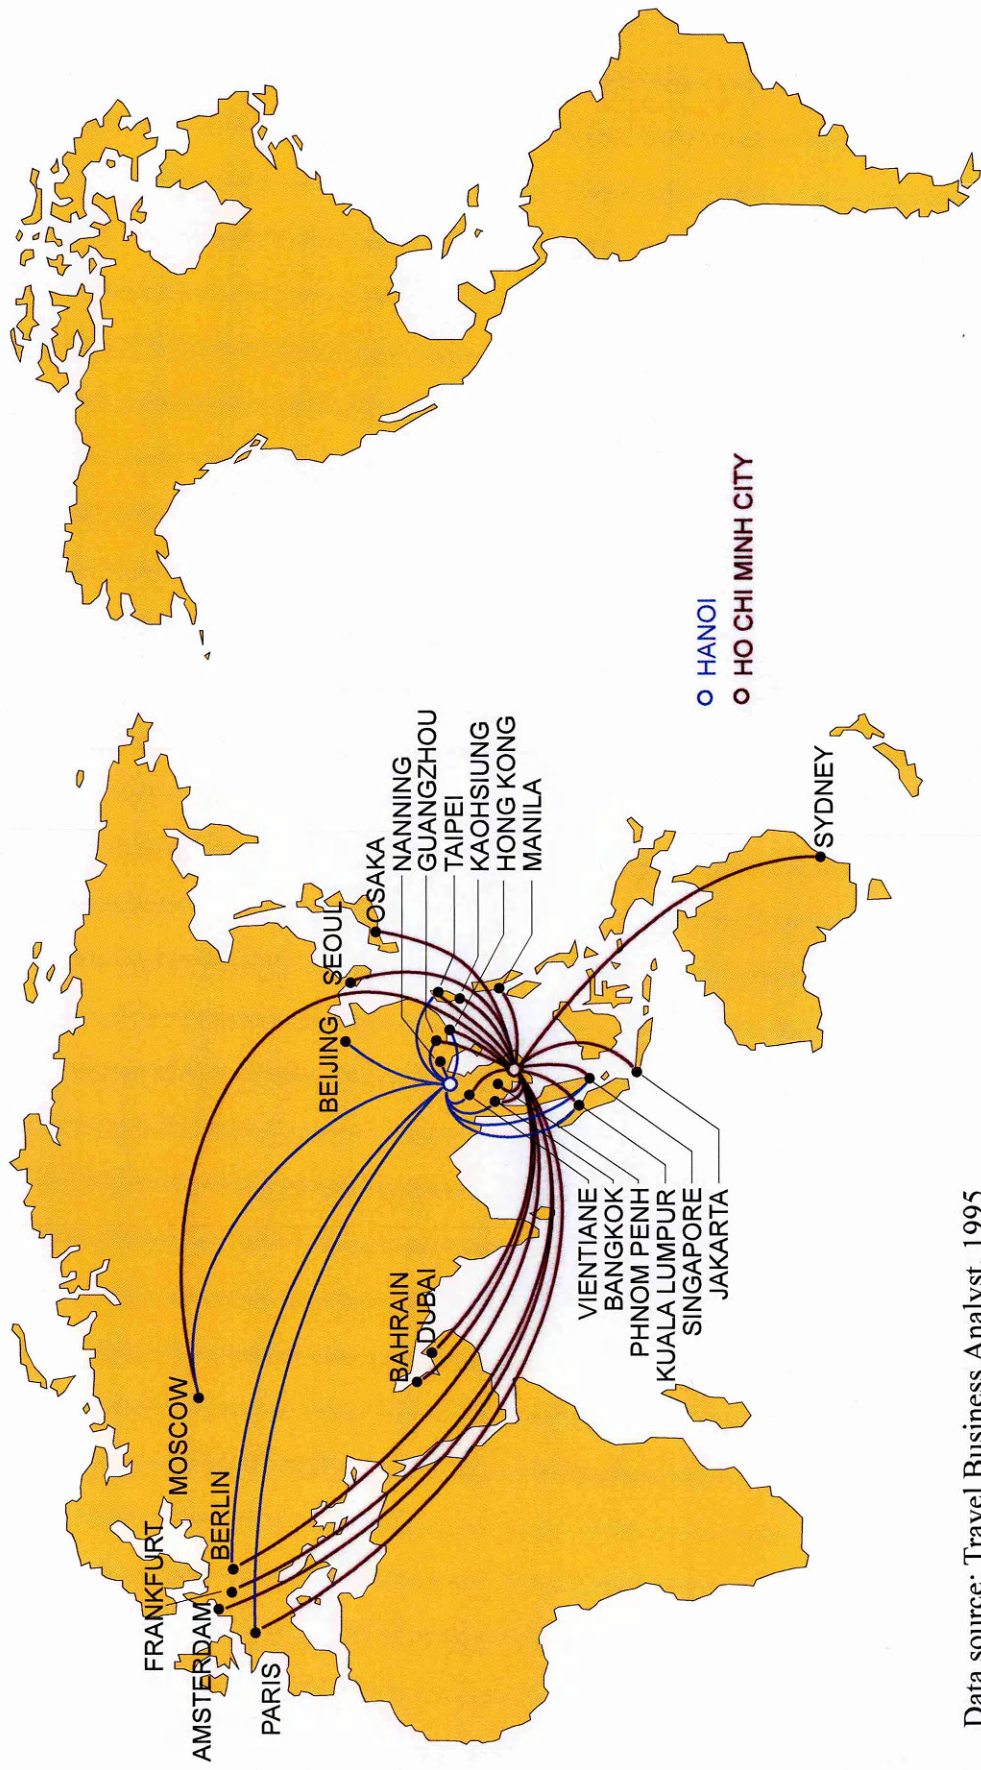 FRANKFURT
AMSTERDAM
PARIS
BERLIN
MOSCOW
BAHRAIN
DUBAI
BEIJING
SEOUL
OSAKA
NANNING
GUANGZHOU
TAIPEI
KAOHSIUNG
HONG KONG
MANILA
VIENTIANE
BANGKOK
PHNOM PENH
KUALA LUMPUR
SINGAPORE
JAKARTA
SYDNEY
HANOI
HO CHI MINH CITY
Data source: Travel Business Analyst, 1995